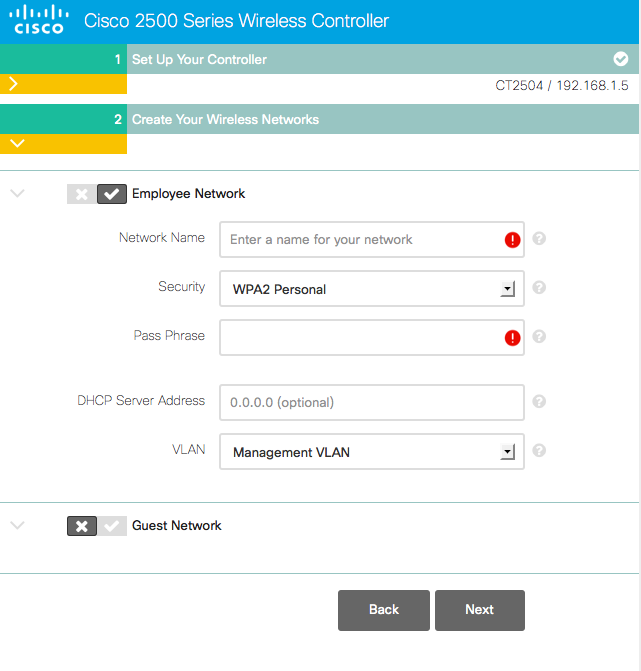 CISCO Cisco 2500 Series Wireless Controller
1 Set Up Your Controller
CT2504 / 192.168.1.5
2 Create Your Wireless Networks
Employee Network
Network Name Enter a name for your network
Security WPA2 Personal
Pass Phrase
DHCP Server Address 0.0.0.0 (optional)
VLAN Management VLAN
Guest Network
Back Next